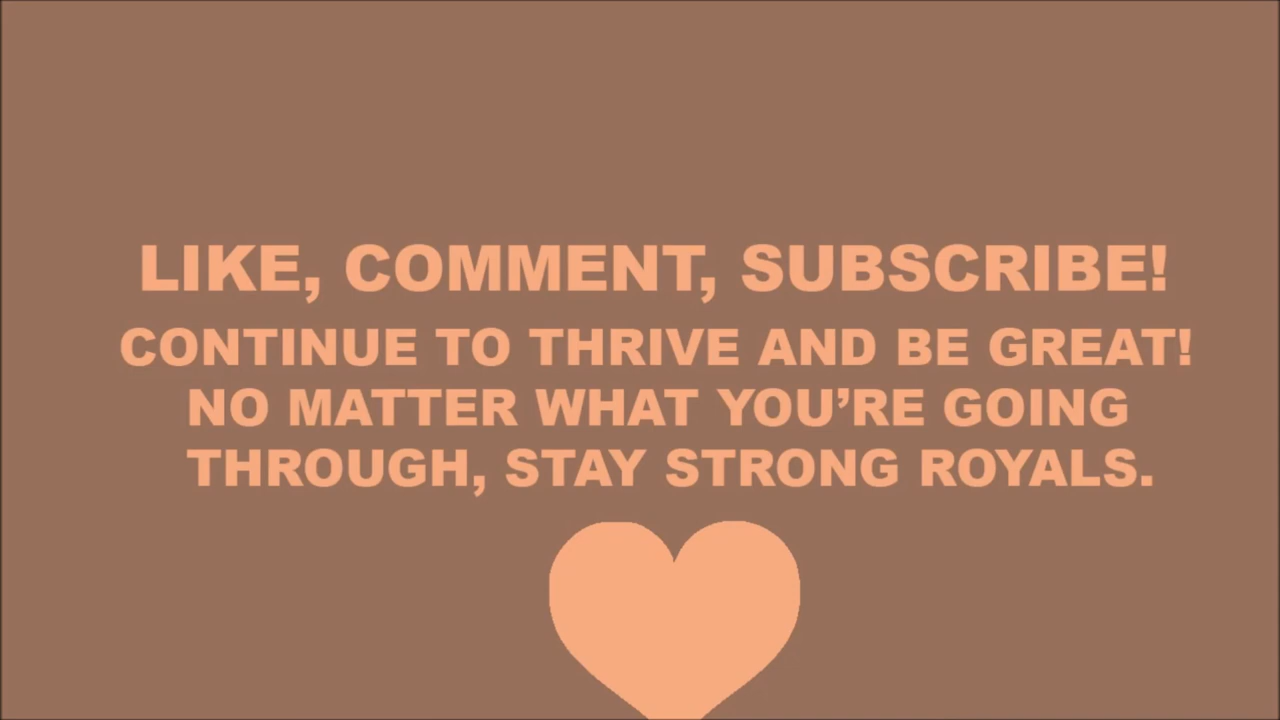 LIKE, COMMENT, SUBSCRIBE!
CONTINUE TO THRIVE AND BE GREAT!
NO MATTER WHAT YOU’RE GOING
THROUGH, STAY STRONG ROYALS.